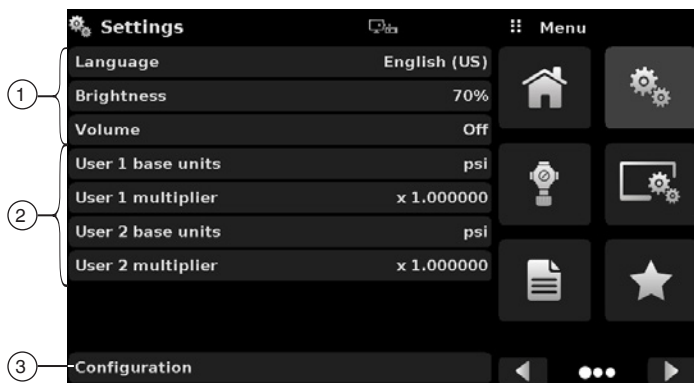 Settings
Menu
1
Language English (US)
Brightness 70%
Volume Off
2
User 1 base units psi
User 1 multiplier x 1.000000
User 2 base units psi
User 2 multiplier x 1.000000
3
Configuration